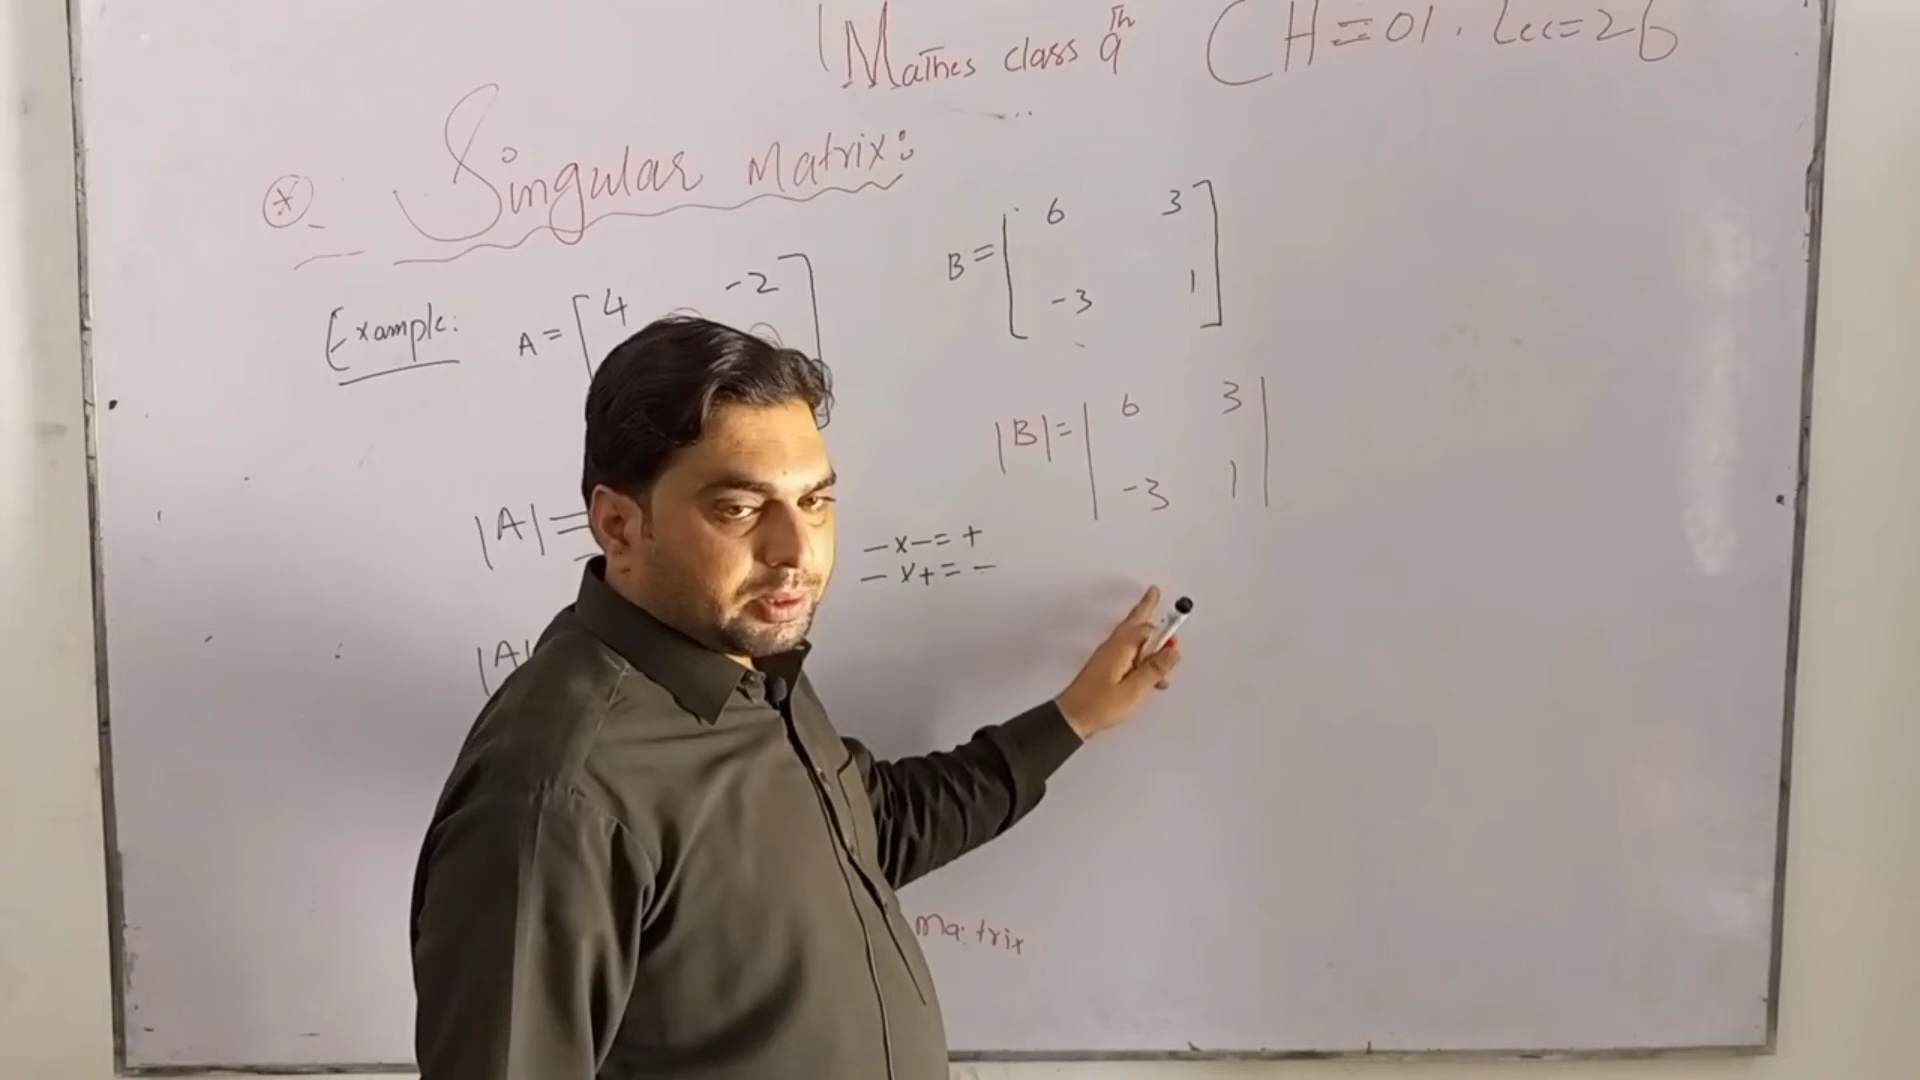 Mathes class 9th CH=01. Lec=26
Singular Matrix:
Example: A = [4 -2
B = [6 3
-3 1]
|B| = |6 3
-3 1|
|A| =
- x - = +
- x + = -
|A|
Matrix